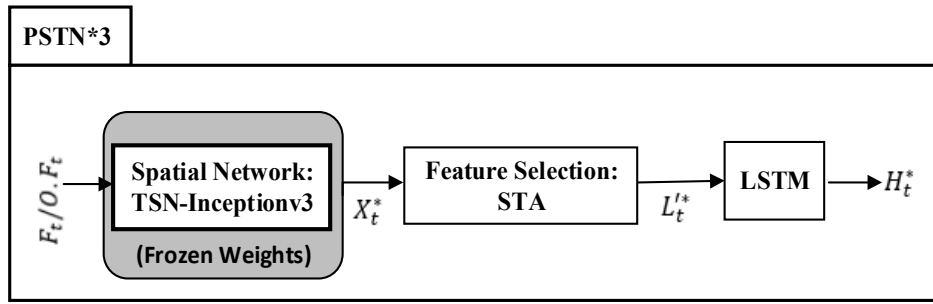 PSTN*3
F_t/O.F_t
Spatial Network:
TSN-Inceptionv3
(Frozen Weights)
X_t^*
Feature Selection:
STA
L_t^{'*}
LSTM
H_t^*